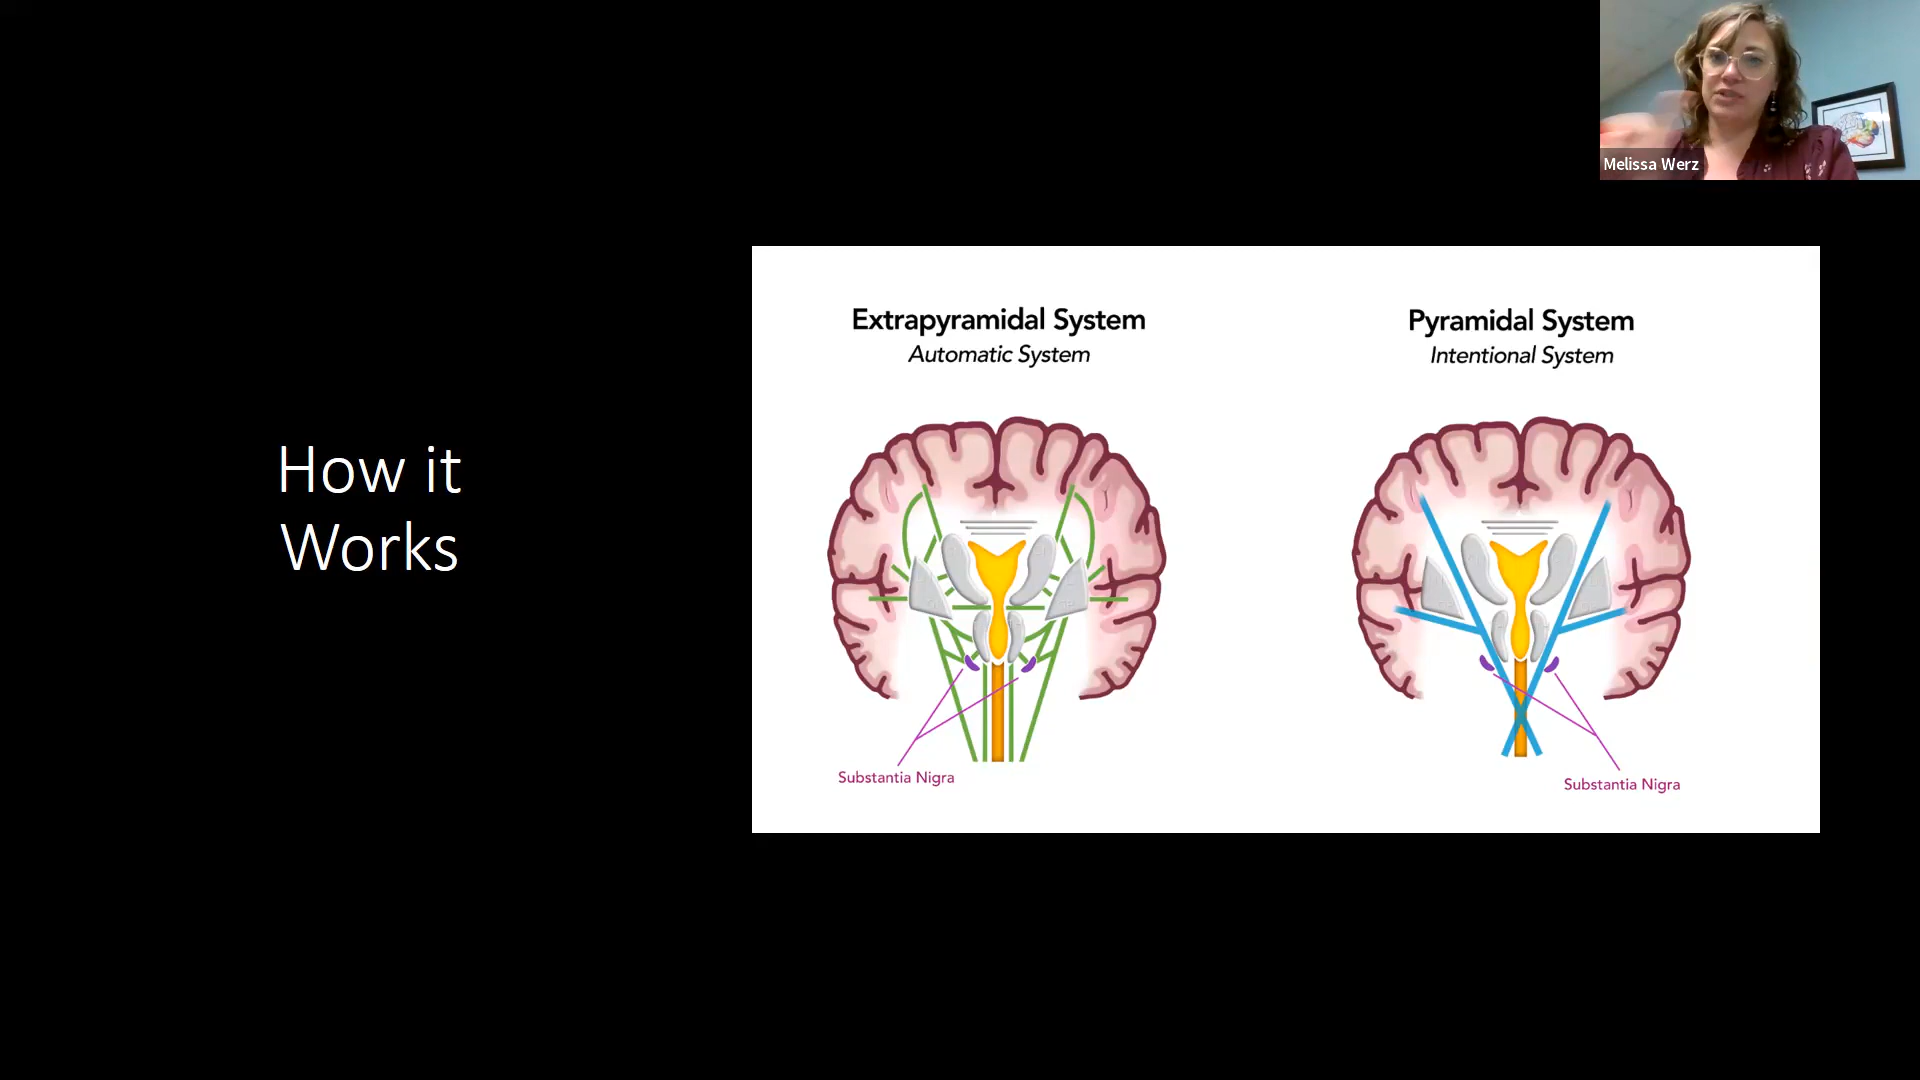 Melissa Werz
How it
Works
Extrapyramidal System
Automatic System
Pyramidal System
Intentional System
Substantia Nigra
Substantia Nigra